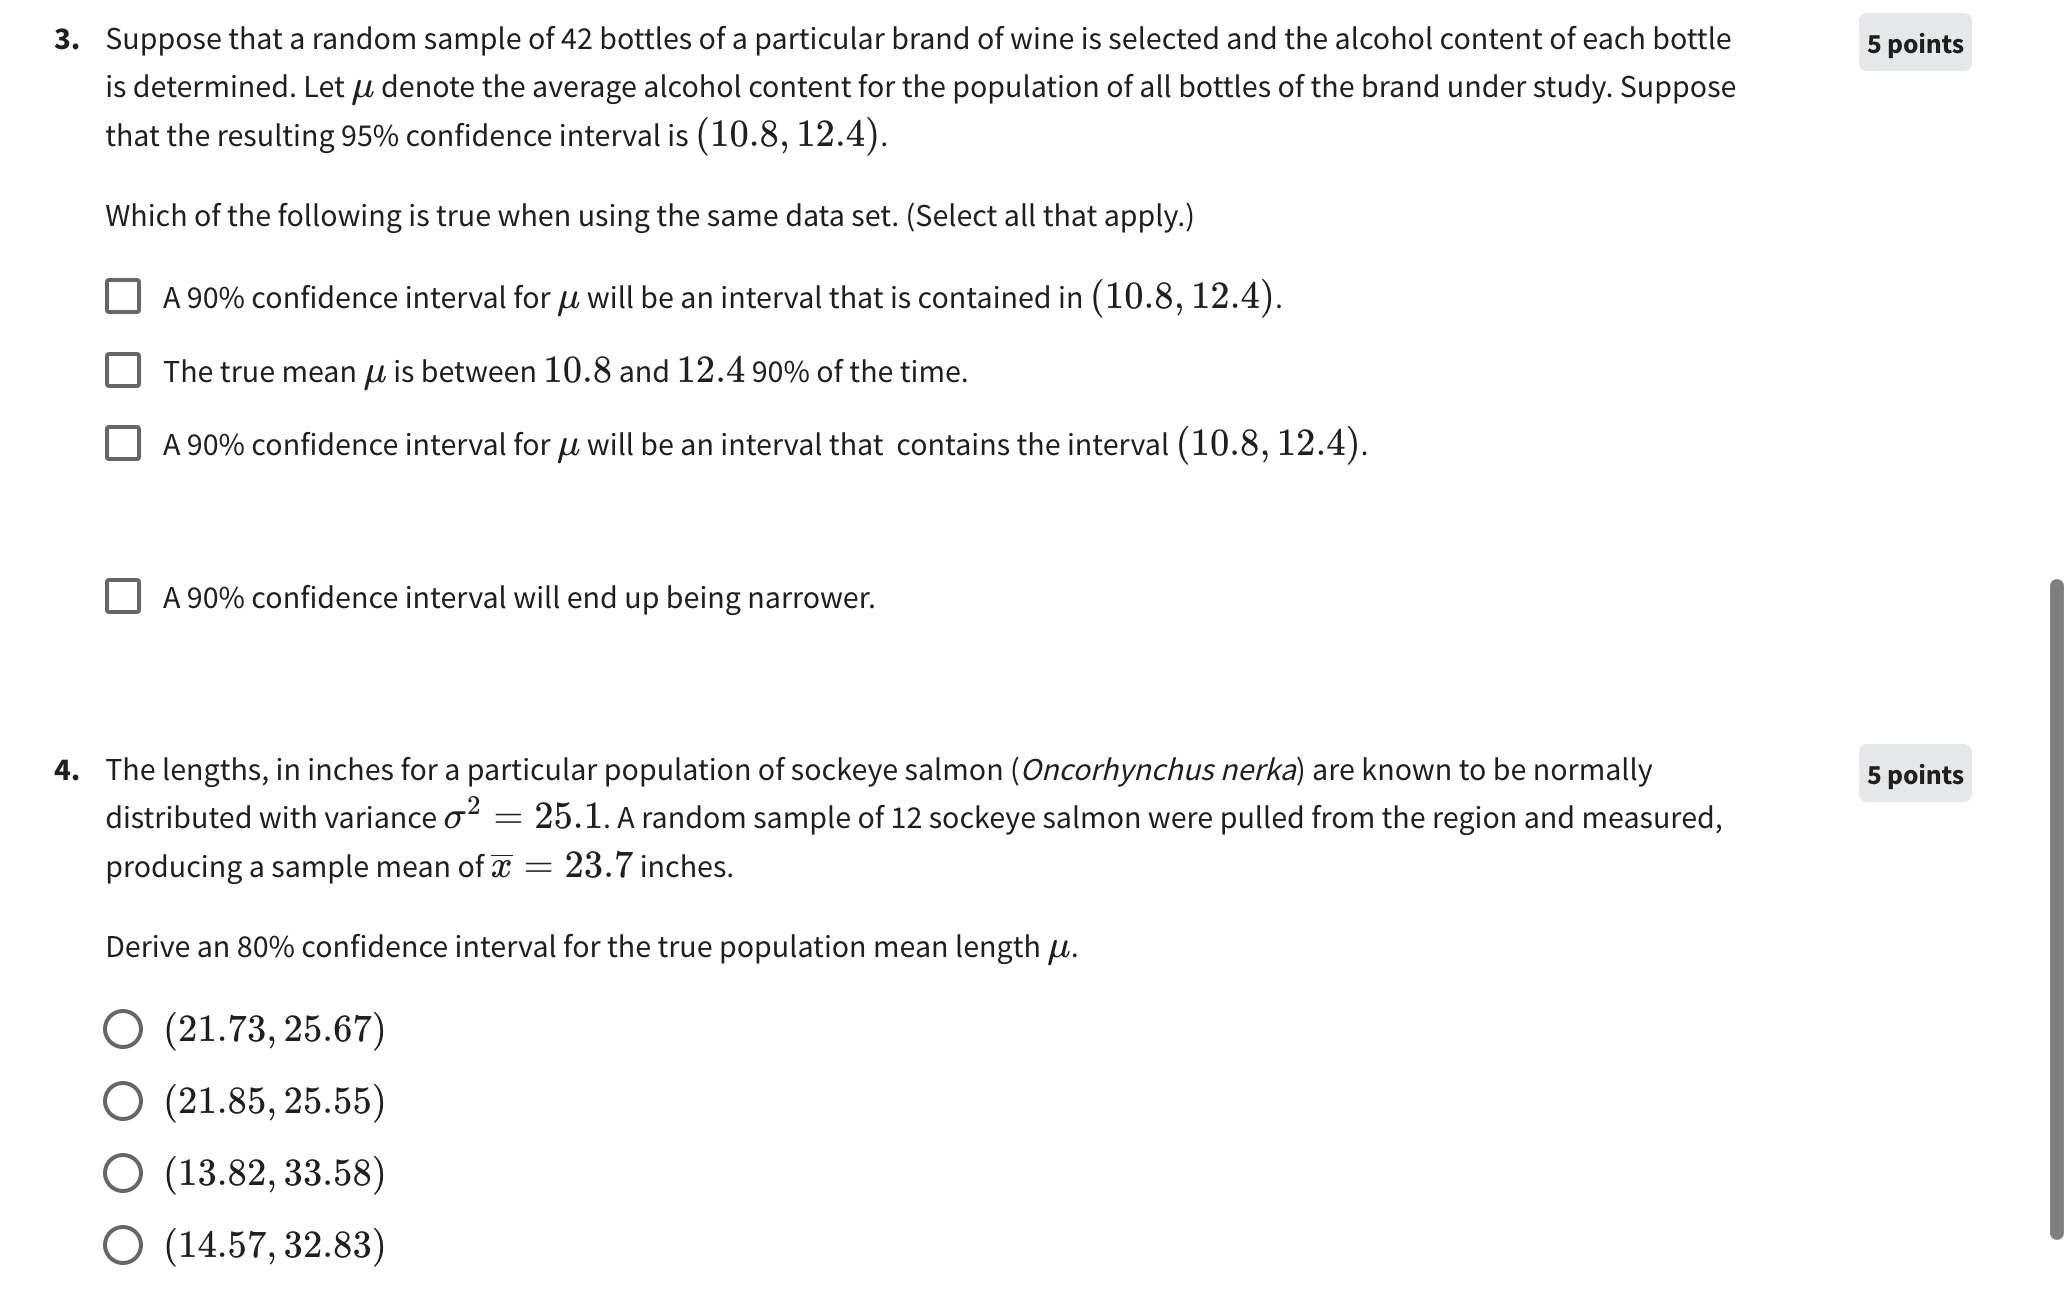 3. Suppose that a random sample of 42 bottles of a particular brand of wine is selected and the alcohol content of each bottle
5 points
is determined. Let μ denote the average alcohol content for the population of all bottles of the brand under study. Suppose
that the resulting 95% confidence interval is (10.8, 12.4).
Which of the following is true when using the same data set. (Select all that apply.)
A 90% confidence interval for μ will be an interval that is contained in (10.8, 12.4).
The true mean μ is between 10.8 and 12.4 90% of the time.
A 90% confidence interval for μ will be an interval that contains the interval (10.8, 12.4).
A 90% confidence interval will end up being narrower.
4. The lengths, in inches for a particular population of sockeye salmon (Oncorhynchus nerka) are known to be normally
5 points
distributed with variance σ² = 25.1. A random sample of 12 sockeye salmon were pulled from the region and measured,
producing a sample mean of x̅ = 23.7 inches.
Derive an 80% confidence interval for the true population mean length μ.
(21.73, 25.67)
(21.85, 25.55)
(13.82, 33.58)
(14.57, 32.83)